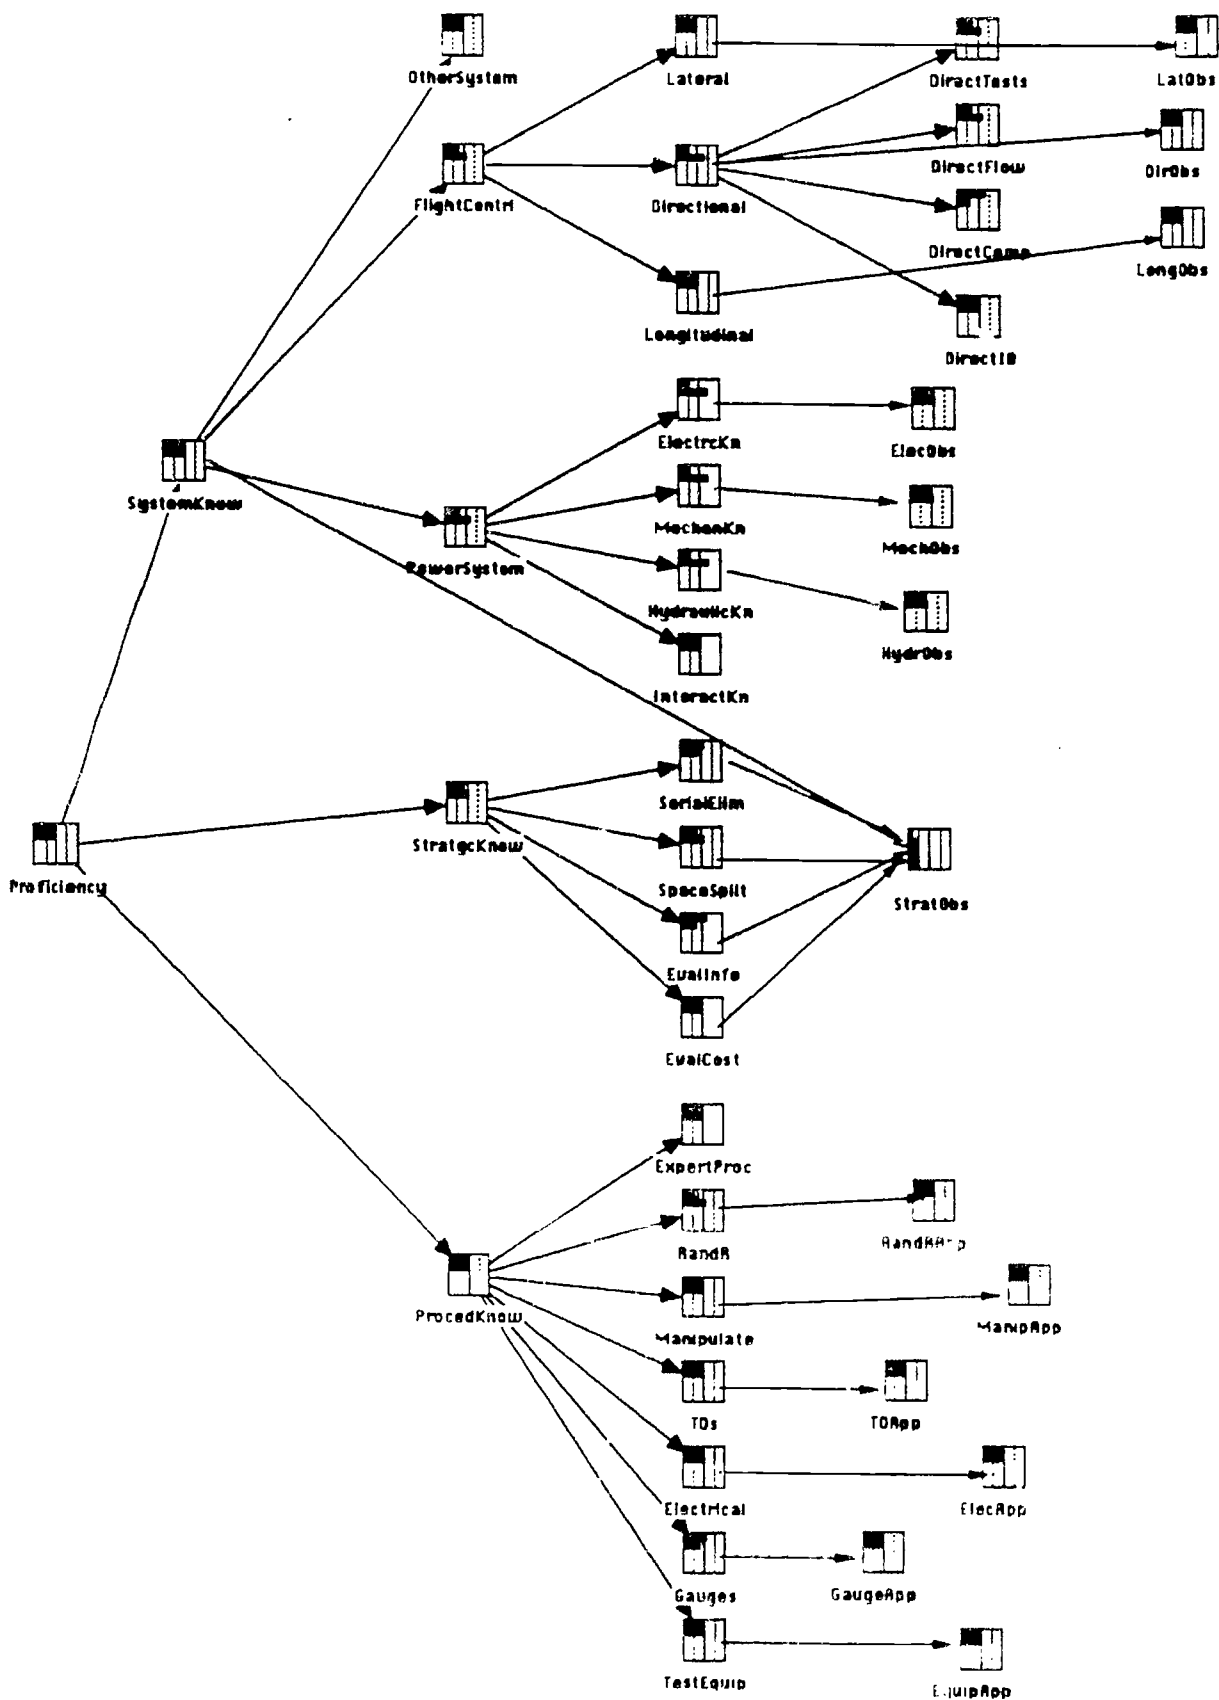 OtherSystem
Lateral
DirectTests
LatObs
FlightContrl
Directional
DirectFlow
DirObs
DirectComp
LongObs
Longitudinal
DirectID
ElectrcKn
ElecObs
SystemKnow
MechanKn
MechObs
PowerSystem
HydraulicKn
HydrObs
InteractKn
SerialElim
StratgcKnow
SpaceSplit
StratObs
Proficiency
EvalInfo
EvalCost
ExpertProc
RandR
RandRApp
ProcedKnow
Manipulate
ManipApp
TOs
TOApp
Electrical
ElecApp
Gauges
GaugeApp
TestEquip
EquipApp